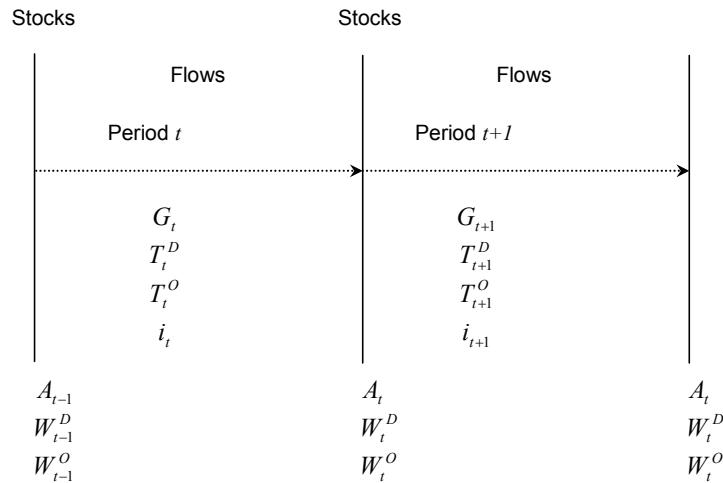 Stocks Stocks
Flows Flows
Period t Period t+1
G_t G_{t+1}
T_t^D T_{t+1}^D
T_t^O T_{t+1}^O
i_t i_{t+1}
A_{t-1} A_t A_t
W_{t-1}^D W_t^D W_t^D
W_{t-1}^O W_t^O W_t^O